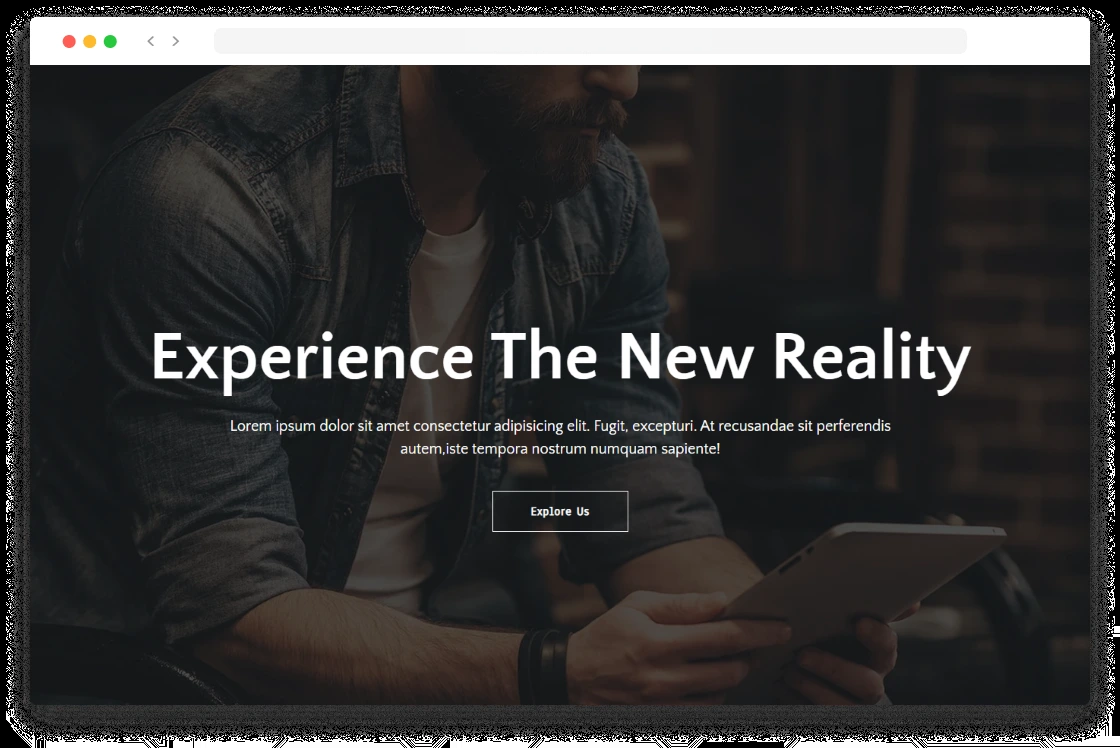 Experience The New Reality
Lorem ipsum dolor sit amet consectetur adipisicing elit. Fugit, excepturi. At recusandae sit perferendis
autem,iste tempora nostrum numquam sapiente!
Explore Us